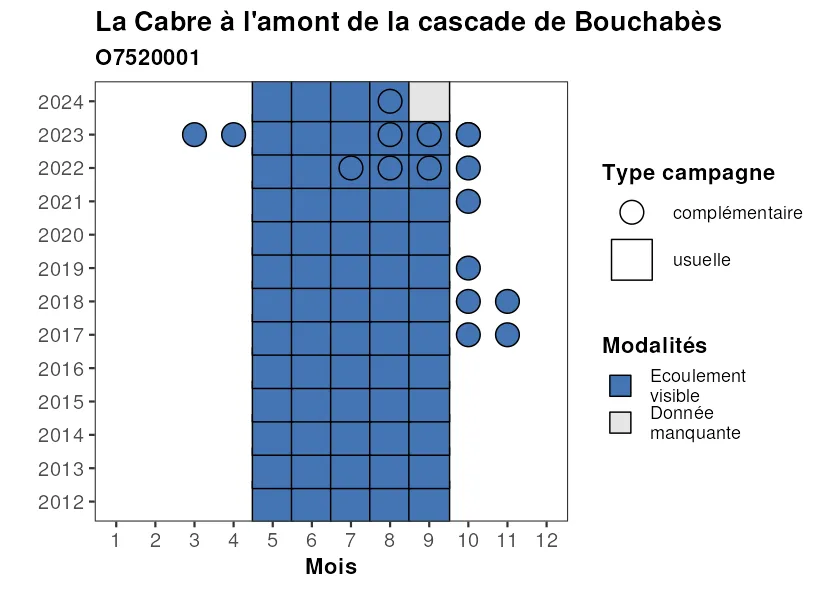 La Cabre à l'amont de la cascade de Bouchabès
O7520001
2024
2023
2022
2021
2020
2019
2018
2017
2016
2015
2014
2013
2012
1 2 3 4 5 6 7 8 9 10 11 12
Mois
Type campagne
complémentaire
usuelle
Modalités
Ecoulement
visible
Donnée
manquante